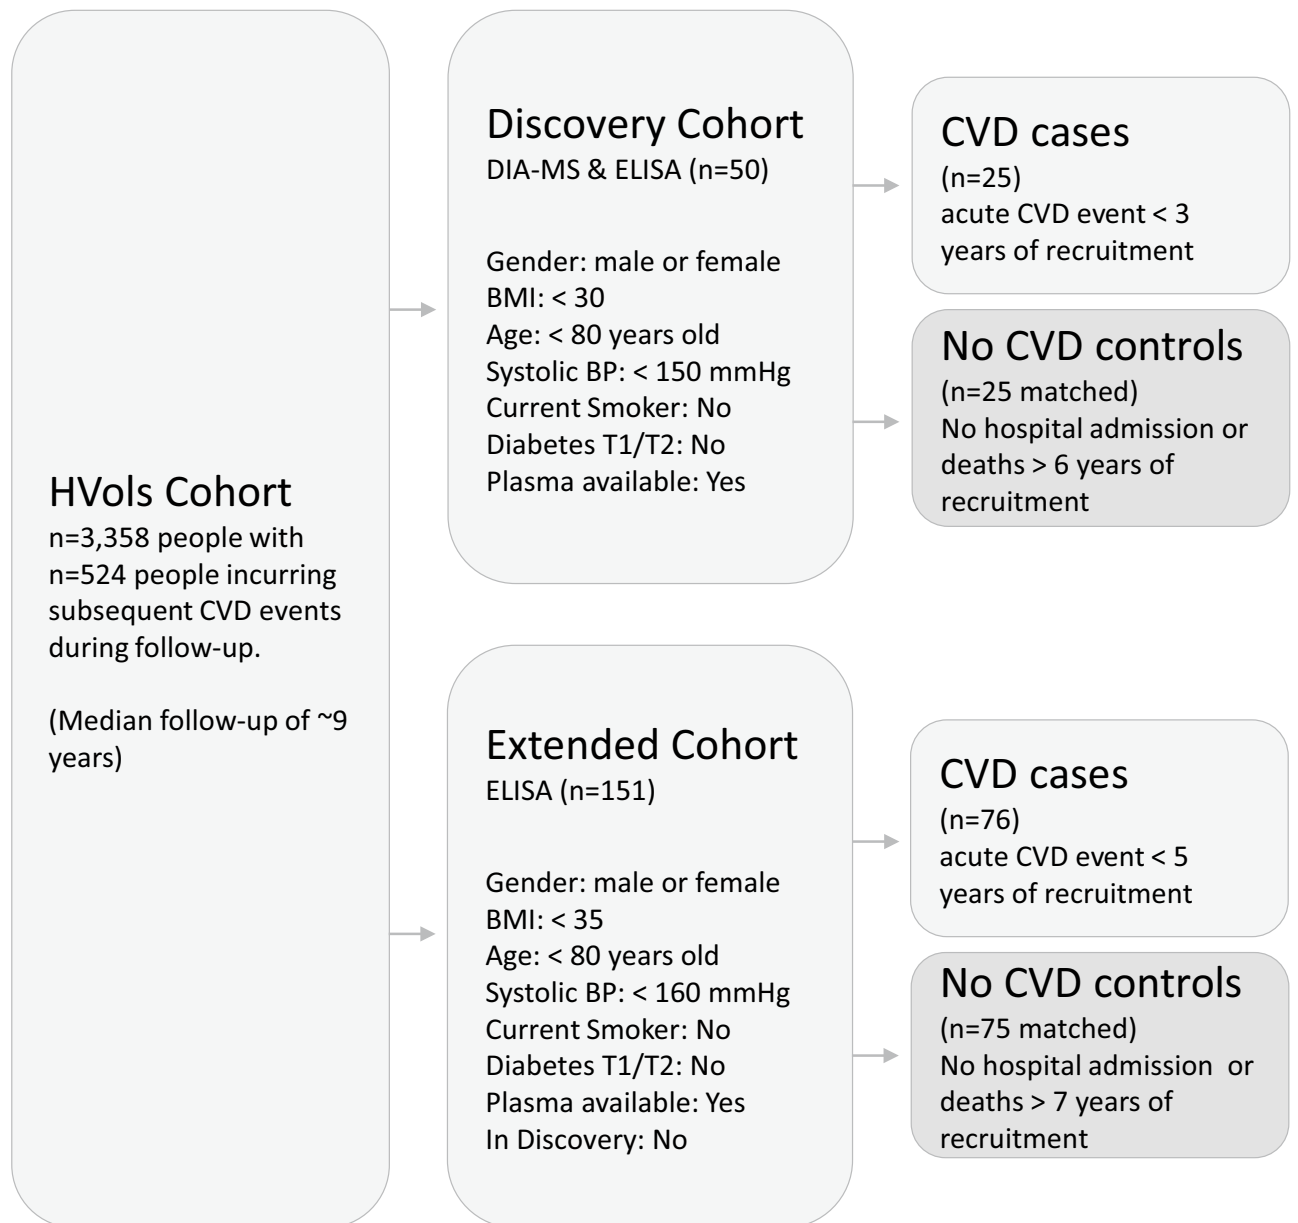 HVols Cohort
n=3,358 people with
n=524 people incurring
subsequent CVD events
during follow-up.
(Median follow-up of ~9
years)
Discovery Cohort
DIA-MS & ELISA (n=50)
Gender: male or female
BMI: < 30
Age: < 80 years old
Systolic BP: < 150 mmHg
Current Smoker: No
Diabetes T1/T2: No
Plasma available: Yes
CVD cases
(n=25)
acute CVD event < 3
years of recruitment
No CVD controls
(n=25 matched)
No hospital admission or
deaths > 6 years of
recruitment
Extended Cohort
ELISA (n=151)
Gender: male or female
BMI: < 35
Age: < 80 years old
Systolic BP: < 160 mmHg
Current Smoker: No
Diabetes T1/T2: No
Plasma available: Yes
In Discovery: No
CVD cases
(n=76)
acute CVD event < 5
years of recruitment
No CVD controls
(n=75 matched)
No hospital admission or
deaths > 7 years of
recruitment